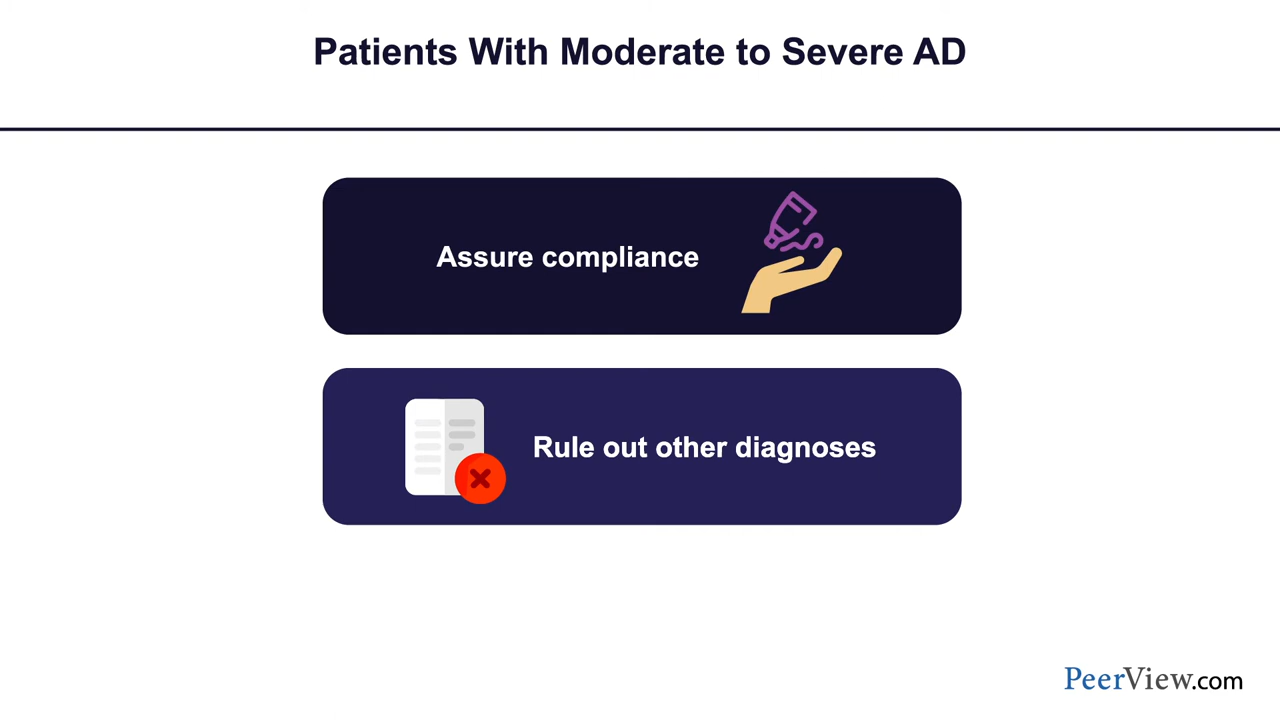 Patients With Moderate to Severe AD
Assure compliance
Rule out other diagnoses
PeerView.com